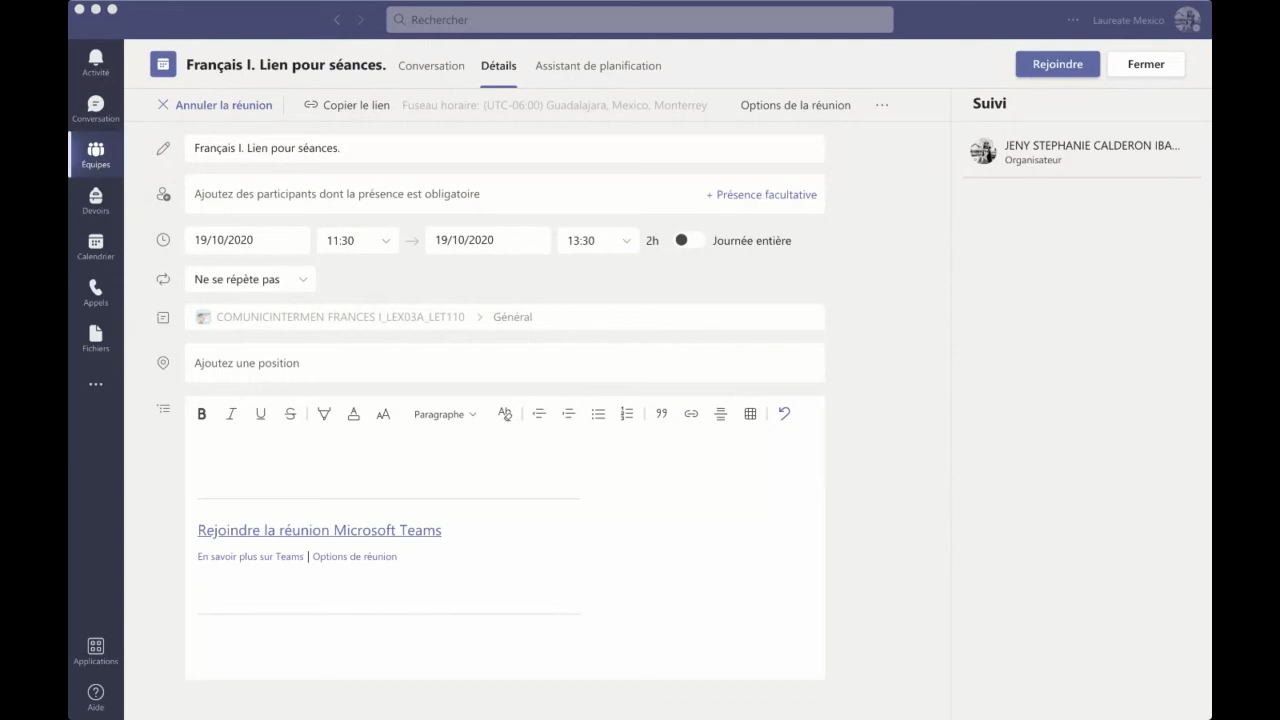 Rechercher
Laureate Mexico
Activité
Conversation
Équipes
Devoirs
Calendrier
Appels
Fichiers
Applications
Aide
Français I. Lien pour séances. Conversation Détails Assistant de planification
Rejoindre Fermer
Annuler la réunion Copier le lien Fuseau horaire: (UTC-06:00) Guadalajara, Mexico, Monterrey Options de la réunion
Français I. Lien pour séances.
Ajoutez des participants dont la présence est obligatoire + Présence facultative
19/10/2020 11:30 → 19/10/2020 13:30 2h Journée entière
Ne se répète pas
COMUNICINTERMEN FRANCES I_LEX03A_LET110 > Général
Ajoutez une position
Paragraphe
Rejoindre la réunion Microsoft Teams
En savoir plus sur Teams | Options de réunion
Suivi
JENY STEPHANIE CALDERON IBA...
Organisateur